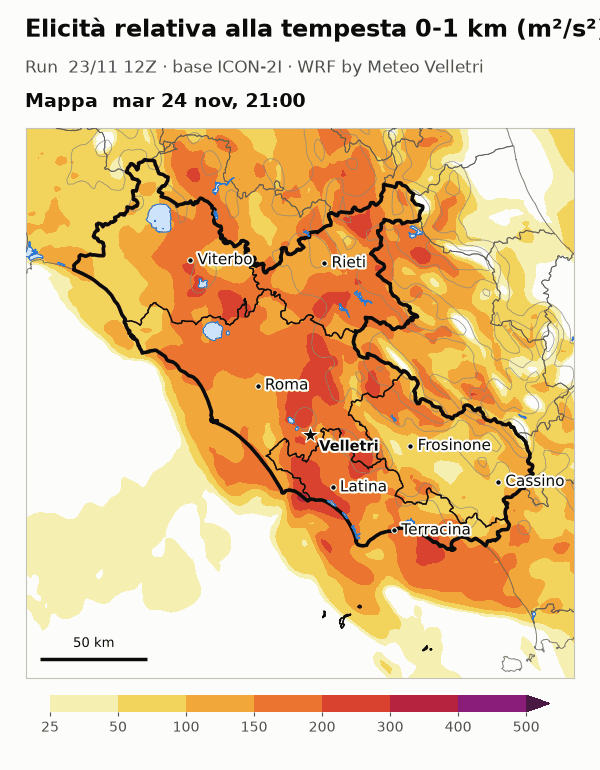 Elicità relativa alla tempesta 0-1 km (m²/s²)
Run  23/11 12Z · base ICON-2I · WRF by Meteo Velletri
Mappa  mar 24 nov, 21:00
Viterbo
Rieti
Roma
Velletri
Frosinone
Cassino
Latina
Terracina
50 km
25 50 100 150 200 300 400 500